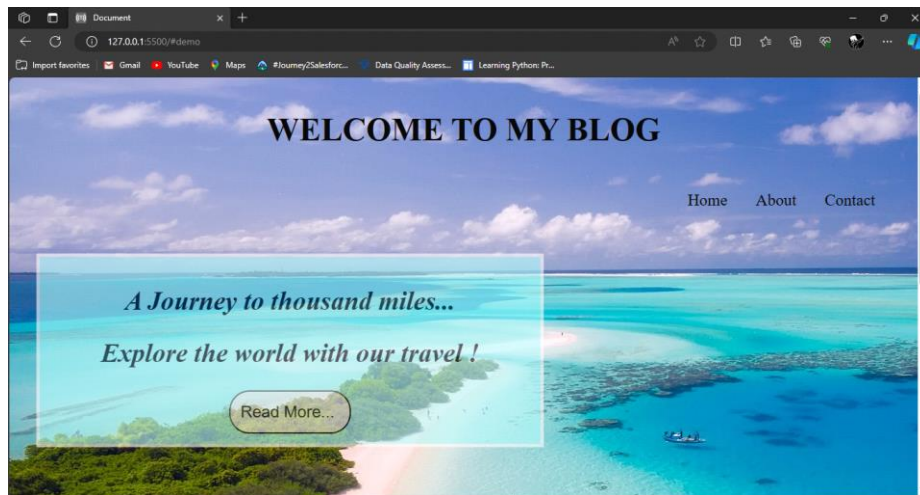 Document
127.0.0.1:5500/#demo
Import favorites Gmail YouTube Maps #Journey2Salesforc... Data Quality Assess... Learning Python: Pr...
WELCOME TO MY BLOG
Home About Contact
A Journey to thousand miles...
Explore the world with our travel !
Read More...